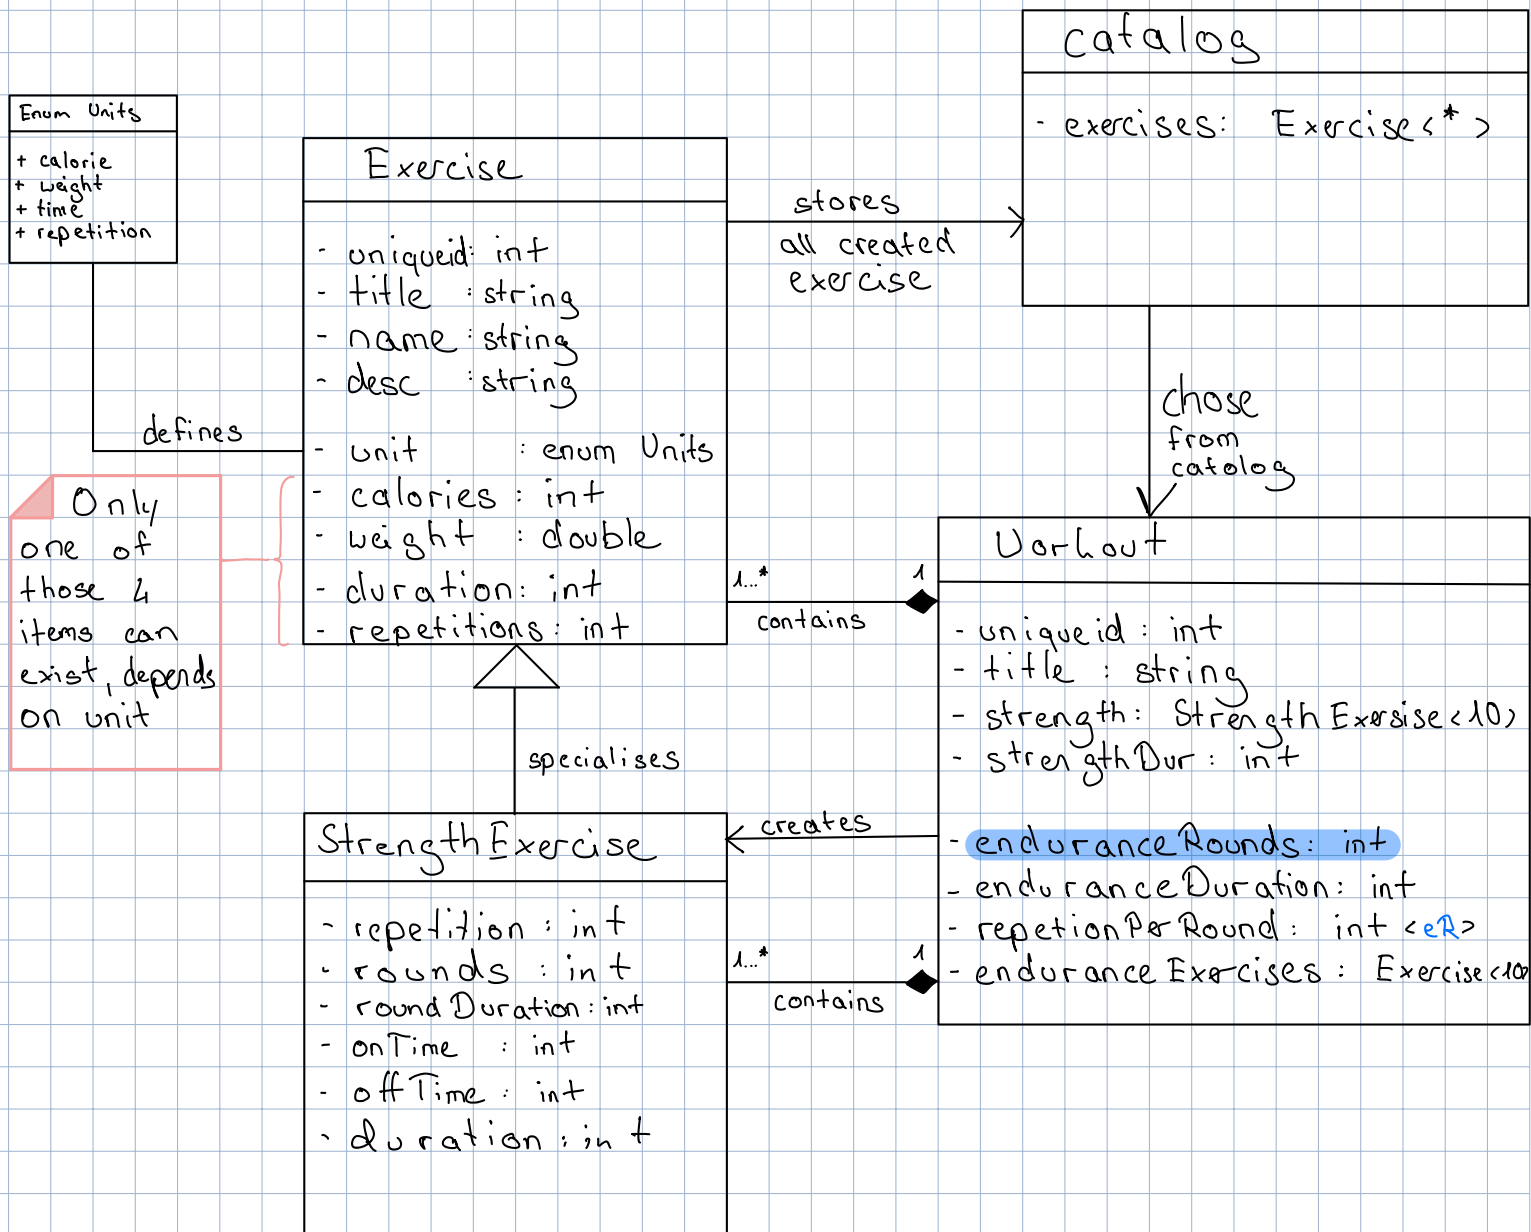 catalog
- exercises: Exercise<*>
Enum Units
+ calorie
+ weight
+ time
+ repetition
Exercise
- uniqueid: int
- title : string
- name : string
- desc : string
- unit : enum Units
- calories : int
- weight : double
- duration: int
- repetitions: int
stores
all created
exercise
defines
chose
from
catolog
Only
one of
those 4
items can
exist, depends
on unit
1...*
1
contains
Workout
- uniqueid : int
- title : string
- strength: StrengthExersise<10>
- strengthDur : int
- enduranceRounds: int
- enduranceDuration: int
- repetionPerRound: int <eR>
- enduranceExercises : Exercise<10>
specialises
creates
StrengthExercise
- repetition : int
- rounds : int
- roundDuration: int
- onTime : int
- offTime : int
- duration : int
1...*
1
contains